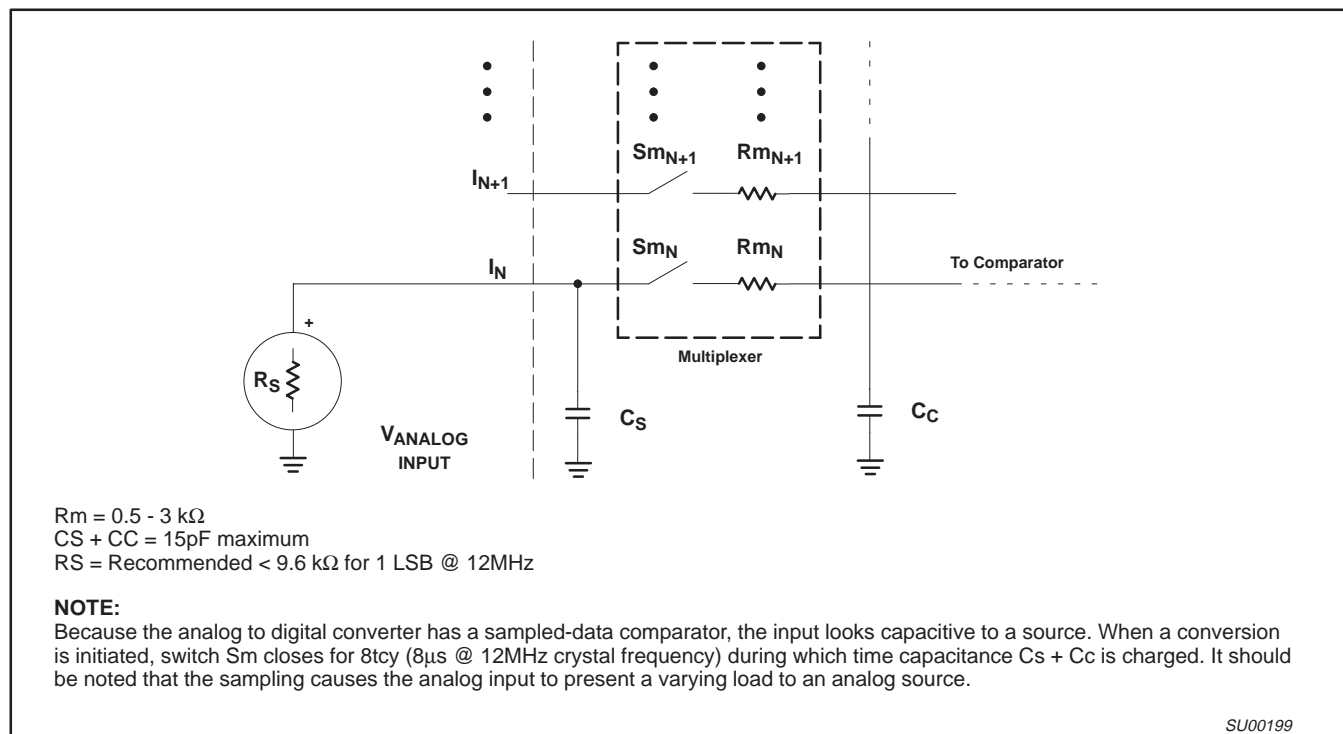 Sm_N+1 Rm_N+1
I_N+1
Sm_N Rm_N
I_N
To Comparator
+
Multiplexer
R_S
C_S
C_C
V_ANALOG
INPUT
Rm = 0.5 - 3 kΩ
CS + CC = 15pF maximum
RS = Recommended < 9.6 kΩ for 1 LSB @ 12MHz
NOTE:
Because the analog to digital converter has a sampled-data comparator, the input looks capacitive to a source. When a conversion
is initiated, switch Sm closes for 8tcy (8µs @ 12MHz crystal frequency) during which time capacitance Cs + Cc is charged. It should
be noted that the sampling causes the analog input to present a varying load to an analog source.
SU00199